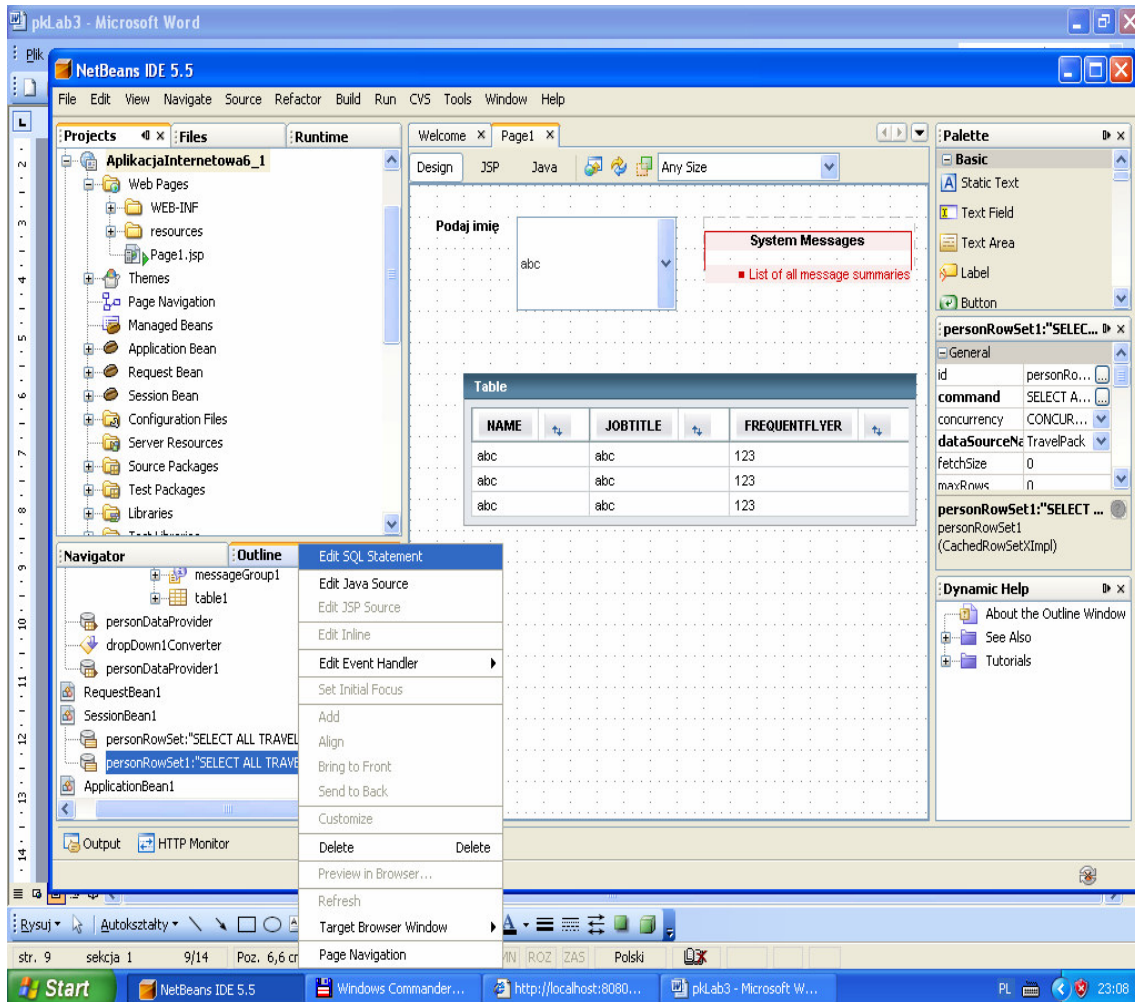 pkLab3 - Microsoft Word
Plik
NetBeans IDE 5.5
File Edit View Navigate Source Refactor Build Run CVS Tools Window Help
Projects Files Runtime
AplikacjaInternetowa6_1
Web Pages
WEB-INF
resources
Page1.jsp
Themes
Page Navigation
Managed Beans
Application Bean
Request Bean
Session Bean
Configuration Files
Server Resources
Source Packages
Test Packages
Libraries
Test Libraries
Welcome Page1
Design JSP Java Any Size
Podaj imię
abc
System Messages
List of all message summaries
Table
NAME JOBTITLE FREQUENTFLYER
abc abc 123
abc abc 123
abc abc 123
Palette
Basic
Static Text
Text Field
Text Area
Label
Button
personRowSet1:"SELEC...
General
id personRo... ...
command SELECT A... ...
concurrency CONCUR...
dataSourceNa TravelPack
fetchSize 0
maxRows 0
personRowSet1:"SELECT ...
personRowSet1
(CachedRowSetXImpl)
Dynamic Help
About the Outline Window
See Also
Tutorials
Navigator Outline
messageGroup1
table1
personDataProvider
dropDown1Converter
personDataProvider1
RequestBean1
SessionBean1
personRowSet:"SELECT ALL TRAVEL
personRowSet1:"SELECT ALL TRAVE
ApplicationBean1
Edit SQL Statement
Edit Java Source
Edit JSP Source
Edit Inline
Edit Event Handler
Set Initial Focus
Add
Align
Bring to Front
Send to Back
Customize
Delete Delete
Preview in Browser...
Refresh
Target Browser Window
Page Navigation
Output HTTP Monitor
Rysuj Autokształty
str. 9 sekcja 1 9/14 Poz. 6,6 cm ROZ ZAS Polski
Start NetBeans IDE 5.5 Windows Commander... http://localhost:8080... pkLab3 - Microsoft W... PL 23:08